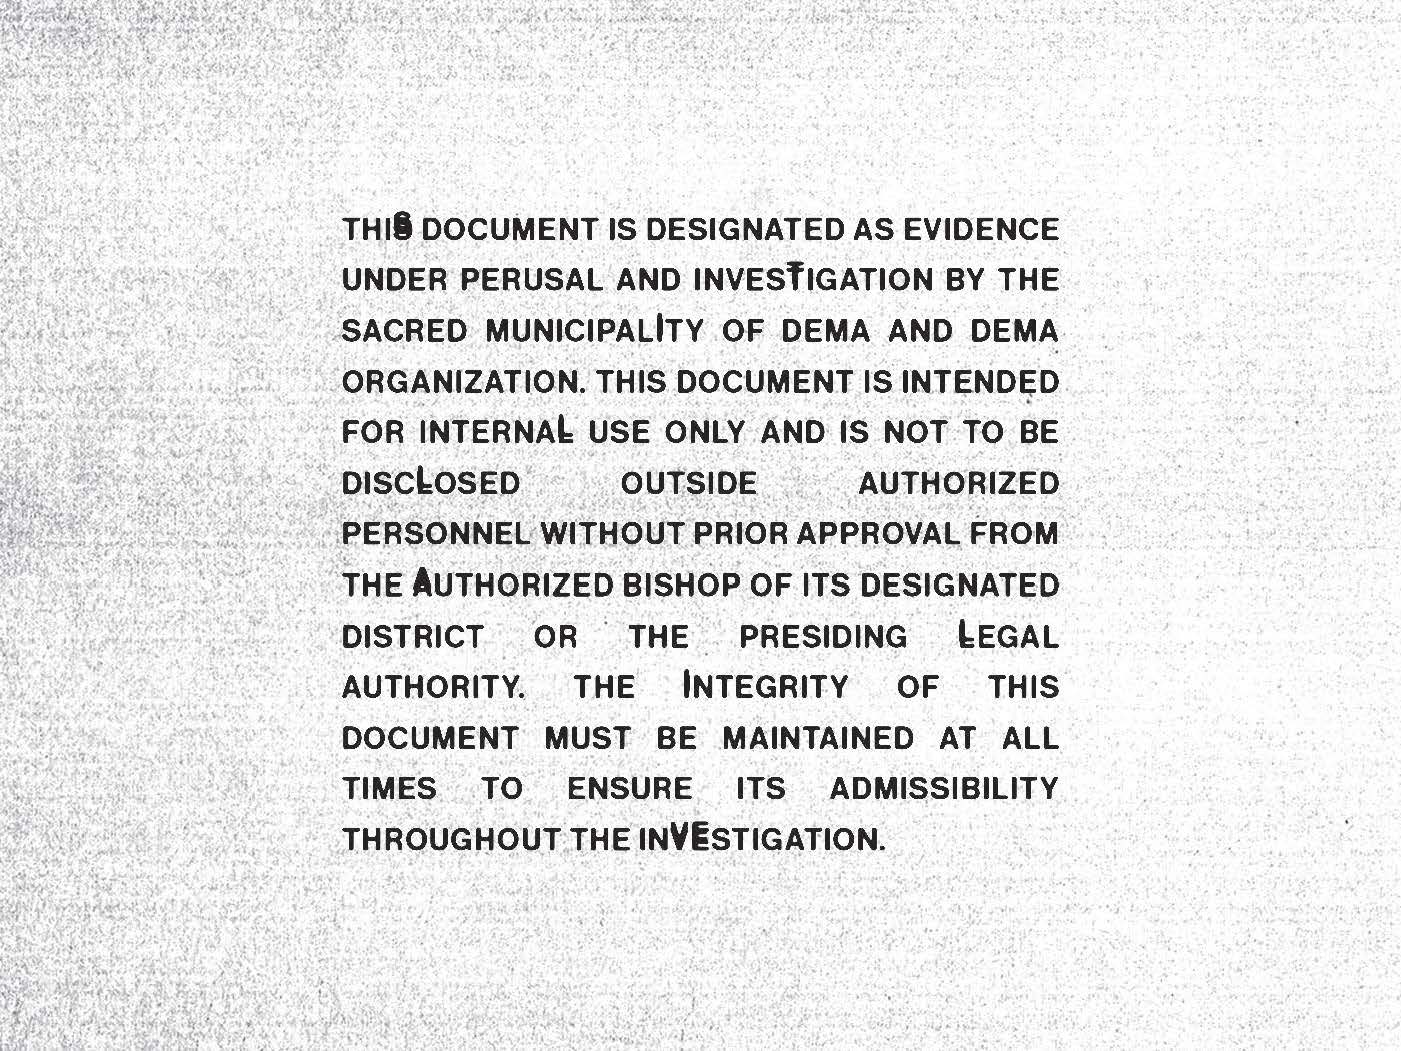 THIS DOCUMENT IS DESIGNATED AS EVIDENCE
UNDER PERUSAL AND INVESTIGATION BY THE
SACRED MUNICIPALITY OF DEMA AND DEMA
ORGANIZATION. THIS DOCUMENT IS INTENDED
FOR INTERNAL USE ONLY AND IS NOT TO BE
DISCLOSED OUTSIDE AUTHORIZED
PERSONNEL WITHOUT PRIOR APPROVAL FROM
THE AUTHORIZED BISHOP OF ITS DESIGNATED
DISTRICT OR THE PRESIDING LEGAL
AUTHORITY. THE INTEGRITY OF THIS
DOCUMENT MUST BE MAINTAINED AT ALL
TIMES TO ENSURE ITS ADMISSIBILITY
THROUGHOUT THE INVESTIGATION.